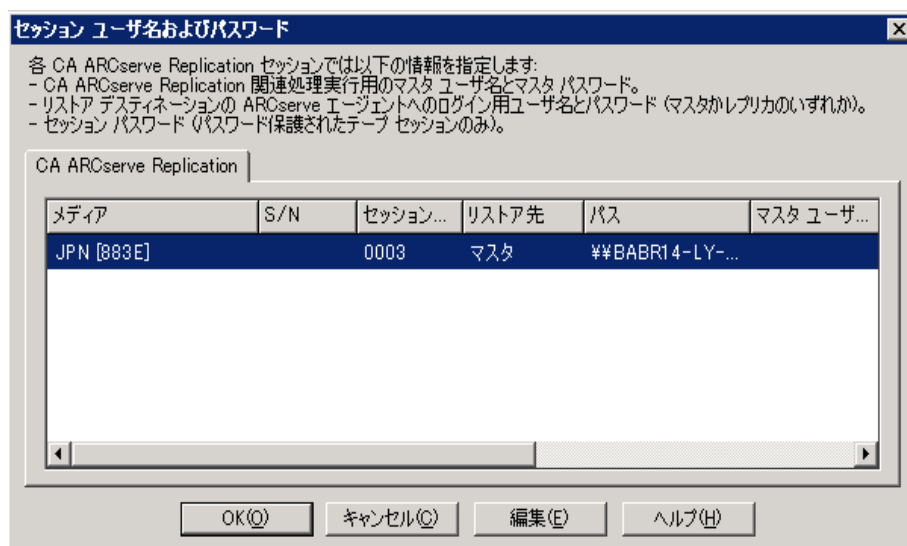 セッション ユーザ名およびパスワード
各 CA ARCserve Replication セッションでは以下の情報を指定します:
- CA ARCserve Replication 関連処理実行用のマスタ ユーザ名とマスタ パスワード。
- リストア デスティネーションの ARCserve エージェントへのログイン用ユーザ名とパスワード (マスタかレプリカのいずれか)。
- セッション パスワード (パスワード保護されたテープ セッションのみ)。
CA ARCserve Replication
メディア S/N セッション... リストア先 パス マスタ ユーザ...
JPN [883E] 0003 マスタ ¥¥BABR14-LY-...
OK(O) キャンセル(C) 編集(E) ヘルプ(H)